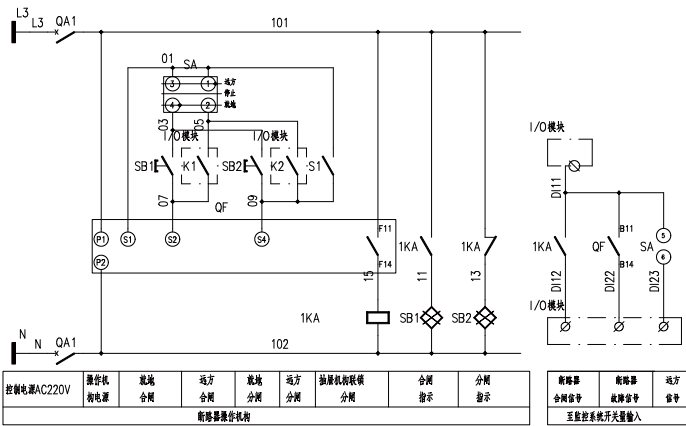 L3
L3 QA1
101
01
SA
3 1 远方
停止
4 2 就地
03
05
I/O模块
I/O模块
SB1
K1
SB2
K2
S1
07
09
QF
P1
S1
S2
S4
P2
F11
F14
15
1KA
1KA
11
1KA
13
SB1
SB2
N
N QA1
102
I/O模块
DI11
1KA
QF
B11
B14
SA
5
6
DI12
DI22
DI23
I/O模块
控制电源AC220V
操作机
构电源
就地
合闸
远方
合闸
就地
分闸
远方
分闸
抽屉机构联锁
分闸
合闸
指示
分闸
指示
断路器操作机构
断路器
合闸信号
断路器
故障信号
远方
信号
至监控系统开关量输入